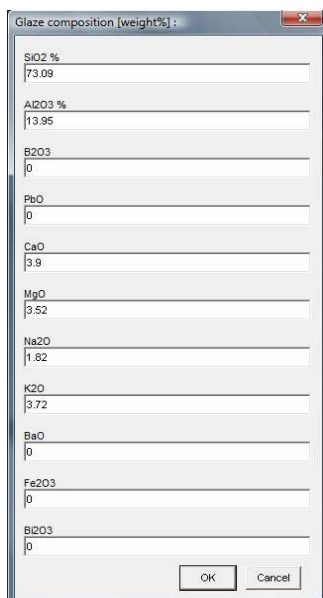 Glaze composition [weight%] :
SiO2 %
73.09
Al2O3 %
13.95
B2O3
0
PbO
0
CaO
3.9
MgO
3.52
Na2O
1.82
K2O
3.72
BaO
0
Fe2O3
0
Bi2O3
0
OK Cancel